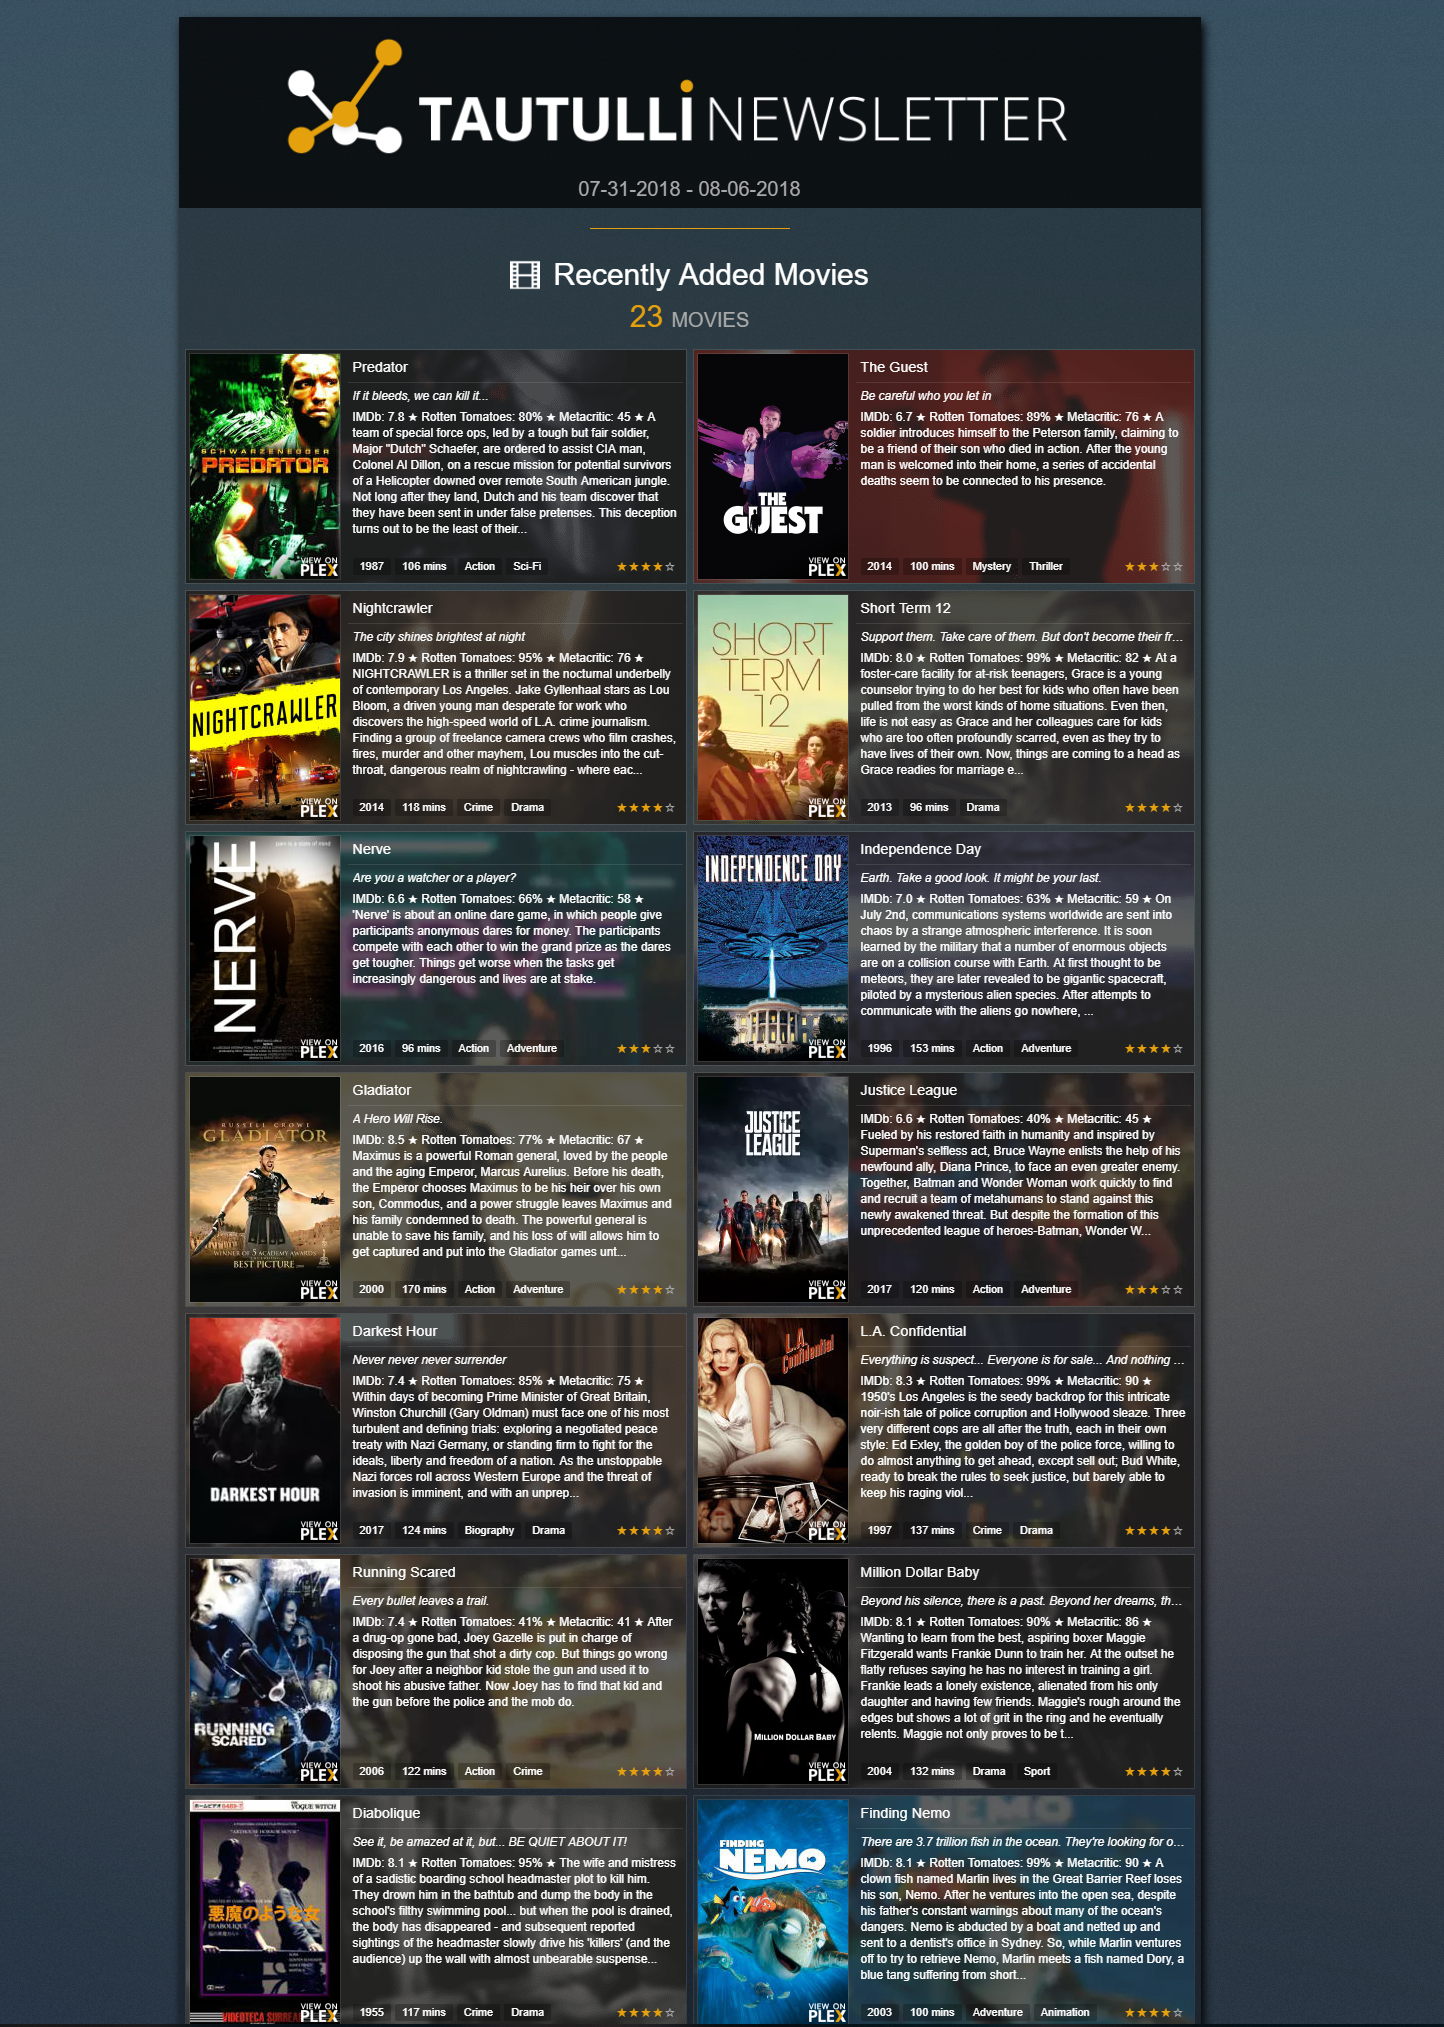 TAUTULLI NEWSLETTER
07-31-2018 - 08-06-2018
Recently Added Movies
23 MOVIES
SCHWARZENEGGER
PREDATOR
VIEW ON
PLEX
Predator
If it bleeds, we can kill it...
IMDb: 7.8 ★ Rotten Tomatoes: 80% ★ Metacritic: 45 ★ A
team of special force ops, led by a tough but fair soldier,
Major "Dutch" Schaefer, are ordered to assist CIA man,
Colonel Al Dillon, on a rescue mission for potential survivors
of a Helicopter downed over remote South American jungle.
Not long after they land, Dutch and his team discover that
they have been sent in under false pretenses. This deception
turns out to be the least of their...
1987 106 mins Action Sci-Fi ★★★★☆
THE
GUEST
VIEW ON
PLEX
The Guest
Be careful who you let in
IMDb: 6.7 ★ Rotten Tomatoes: 89% ★ Metacritic: 76 ★ A
soldier introduces himself to the Peterson family, claiming to
be a friend of their son who died in action. After the young
man is welcomed into their home, a series of accidental
deaths seem to be connected to his presence.
2014 100 mins Mystery Thriller ★★★☆☆
NIGHTCRAWLER
VIEW ON
PLEX
Nightcrawler
The city shines brightest at night
IMDb: 7.9 ★ Rotten Tomatoes: 95% ★ Metacritic: 76 ★
NIGHTCRAWLER is a thriller set in the nocturnal underbelly
of contemporary Los Angeles. Jake Gyllenhaal stars as Lou
Bloom, a driven young man desperate for work who
discovers the high-speed world of L.A. crime journalism.
Finding a group of freelance camera crews who film crashes,
fires, murder and other mayhem, Lou muscles into the cut-
throat, dangerous realm of nightcrawling - where eac...
2014 118 mins Crime Drama ★★★★☆
SHORT
TERM
12
VIEW ON
PLEX
Short Term 12
Support them. Take care of them. But don't become their fr...
IMDb: 8.0 ★ Rotten Tomatoes: 99% ★ Metacritic: 82 ★ At a
foster-care facility for at-risk teenagers, Grace is a young
counselor trying to do her best for kids who often have been
pulled from the worst kinds of home situations. Even then,
life is not easy as Grace and her colleagues care for kids
who are too often profoundly scarred, even as they try to
have lives of their own. Now, things are coming to a head as
Grace readies for marriage e...
2013 96 mins Drama ★★★★☆
pain is a state of mind
NERVE
VIEW ON
PLEX
Nerve
Are you a watcher or a player?
IMDb: 6.6 ★ Rotten Tomatoes: 66% ★ Metacritic: 58 ★
'Nerve' is about an online dare game, in which people give
participants anonymous dares for money. The participants
compete with each other to win the grand prize as the dares
get tougher. Things get worse when the tasks get
increasingly dangerous and lives are at stake.
2016 96 mins Action Adventure ★★★☆☆
INDEPENDENCE DAY
VIEW ON
PLEX
Independence Day
Earth. Take a good look. It might be your last.
IMDb: 7.0 ★ Rotten Tomatoes: 63% ★ Metacritic: 59 ★ On
July 2nd, communications systems worldwide are sent into
chaos by a strange atmospheric interference. It is soon
learned by the military that a number of enormous objects
are on a collision course with Earth. At first thought to be
meteors, they are later revealed to be gigantic spacecraft,
piloted by a mysterious alien species. After attempts to
communicate with the aliens go nowhere, ...
1996 153 mins Action Adventure ★★★★☆
RUSSELL CROWE
GLADIATOR
WINNER OF 5 ACADEMY AWARDS
BEST PICTURE
VIEW ON
PLEX
Gladiator
A Hero Will Rise.
IMDb: 8.5 ★ Rotten Tomatoes: 77% ★ Metacritic: 67 ★
Maximus is a powerful Roman general, loved by the people
and the aging Emperor, Marcus Aurelius. Before his death,
the Emperor chooses Maximus to be his heir over his own
son, Commodus, and a power struggle leaves Maximus and
his family condemned to death. The powerful general is
unable to save his family, and his loss of will allows him to
get captured and put into the Gladiator games unt...
2000 170 mins Action Adventure ★★★★☆
JUSTICE
LEAGUE
VIEW ON
PLEX
Justice League
IMDb: 6.6 ★ Rotten Tomatoes: 40% ★ Metacritic: 45 ★
Fueled by his restored faith in humanity and inspired by
Superman's selfless act, Bruce Wayne enlists the help of his
newfound ally, Diana Prince, to face an even greater enemy.
Together, Batman and Wonder Woman work quickly to find
and recruit a team of metahumans to stand against this
newly awakened threat. But despite the formation of this
unprecedented league of heroes-Batman, Wonder W...
2017 120 mins Action Adventure ★★★☆☆
DARKEST HOUR
VIEW ON
PLEX
Darkest Hour
Never never never surrender
IMDb: 7.4 ★ Rotten Tomatoes: 85% ★ Metacritic: 75 ★
Within days of becoming Prime Minister of Great Britain,
Winston Churchill (Gary Oldman) must face one of his most
turbulent and defining trials: exploring a negotiated peace
treaty with Nazi Germany, or standing firm to fight for the
ideals, liberty and freedom of a nation. As the unstoppable
Nazi forces roll across Western Europe and the threat of
invasion is imminent, and with an unprep...
2017 124 mins Biography Drama ★★★★☆
L.A.
Confidential
VIEW ON
PLEX
L.A. Confidential
Everything is suspect... Everyone is for sale... And nothing ...
IMDb: 8.3 ★ Rotten Tomatoes: 99% ★ Metacritic: 90 ★
1950's Los Angeles is the seedy backdrop for this intricate
noir-ish tale of police corruption and Hollywood sleaze. Three
very different cops are all after the truth, each in their own
style: Ed Exley, the golden boy of the police force, willing to
do almost anything to get ahead, except sell out; Bud White,
ready to break the rules to seek justice, but barely able to
keep his raging viol...
1997 137 mins Crime Drama ★★★★☆
RUNNING
SCARED
VIEW ON
PLEX
Running Scared
Every bullet leaves a trail.
IMDb: 7.4 ★ Rotten Tomatoes: 41% ★ Metacritic: 41 ★ After
a drug-op gone bad, Joey Gazelle is put in charge of
disposing the gun that shot a dirty cop. But things go wrong
for Joey after a neighbor kid stole the gun and used it to
shoot his abusive father. Now Joey has to find that kid and
the gun before the police and the mob do.
2006 122 mins Action Crime ★★★★☆
MILLION DOLLAR BABY
VIEW ON
PLEX
Million Dollar Baby
Beyond his silence, there is a past. Beyond her dreams, th...
IMDb: 8.1 ★ Rotten Tomatoes: 90% ★ Metacritic: 86 ★
Wanting to learn from the best, aspiring boxer Maggie
Fitzgerald wants Frankie Dunn to train her. At the outset he
flatly refuses saying he has no interest in training a girl.
Frankie leads a lonely existence, alienated from his only
daughter and having few friends. Maggie's rough around the
edges but shows a lot of grit in the ring and he eventually
relents. Maggie not only proves to be t...
2004 132 mins Drama Sport ★★★★☆
VOGUE WITCH
悪魔のような女
DIABOLIQUE
VIDEOTECA SURREA
VIEW ON
PLEX
Diabolique
See it, be amazed at it, but... BE QUIET ABOUT IT!
IMDb: 8.1 ★ Rotten Tomatoes: 95% ★ The wife and mistress
of a sadistic boarding school headmaster plot to kill him.
They drown him in the bathtub and dump the body in the
school's filthy swimming pool... but when the pool is drained,
the body has disappeared - and subsequent reported
sightings of the headmaster slowly drive his 'killers' (and the
audience) up the wall with almost unbearable suspense...
1955 117 mins Crime Drama ★★★★☆
FINDING
NEMO
VIEW ON
PLEX
Finding Nemo
There are 3.7 trillion fish in the ocean. They're looking for o...
IMDb: 8.1 ★ Rotten Tomatoes: 99% ★ Metacritic: 90 ★ A
clown fish named Marlin lives in the Great Barrier Reef loses
his son, Nemo. After he ventures into the open sea, despite
his father's constant warnings about many of the ocean's
dangers. Nemo is abducted by a boat and netted up and
sent to a dentist's office in Sydney. So, while Marlin ventures
off to try to retrieve Nemo, Marlin meets a fish named Dory, a
blue tang suffering from short...
2003 100 mins Adventure Animation ★★★★☆